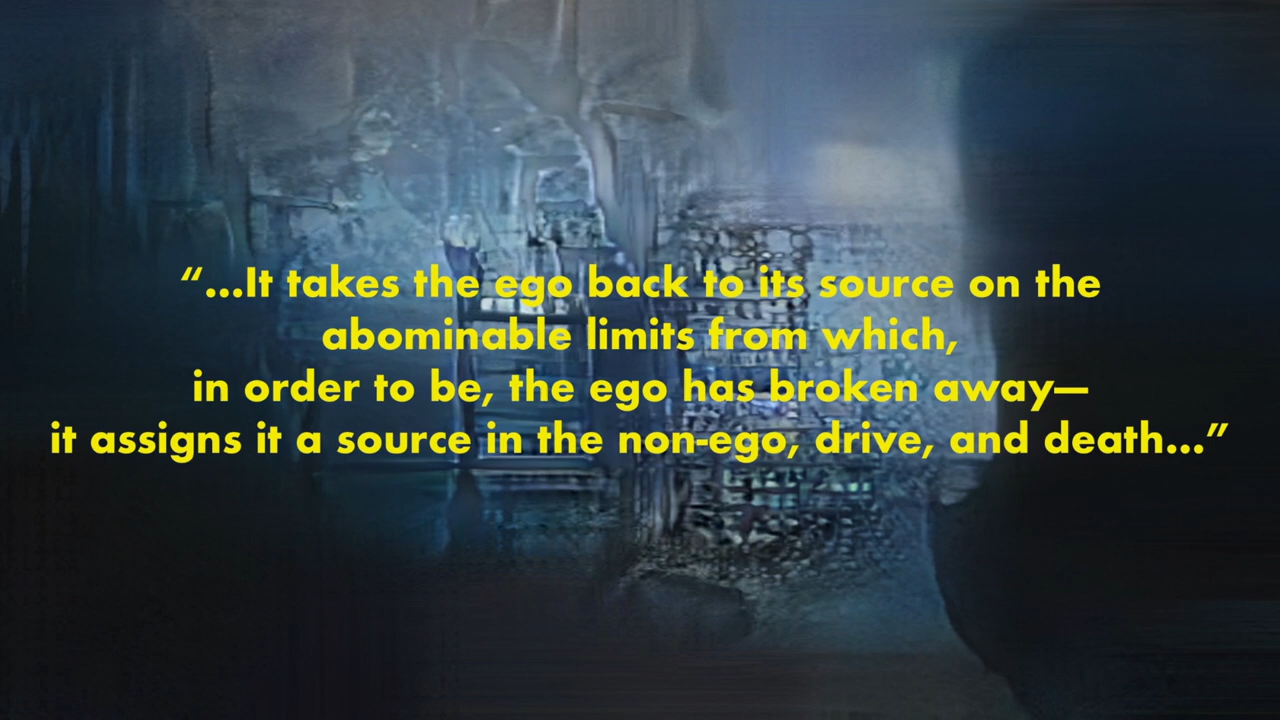 “...It takes the ego back to its source on the
abominable limits from which,
in order to be, the ego has broken away—
it assigns it a source in the non-ego, drive, and death...”